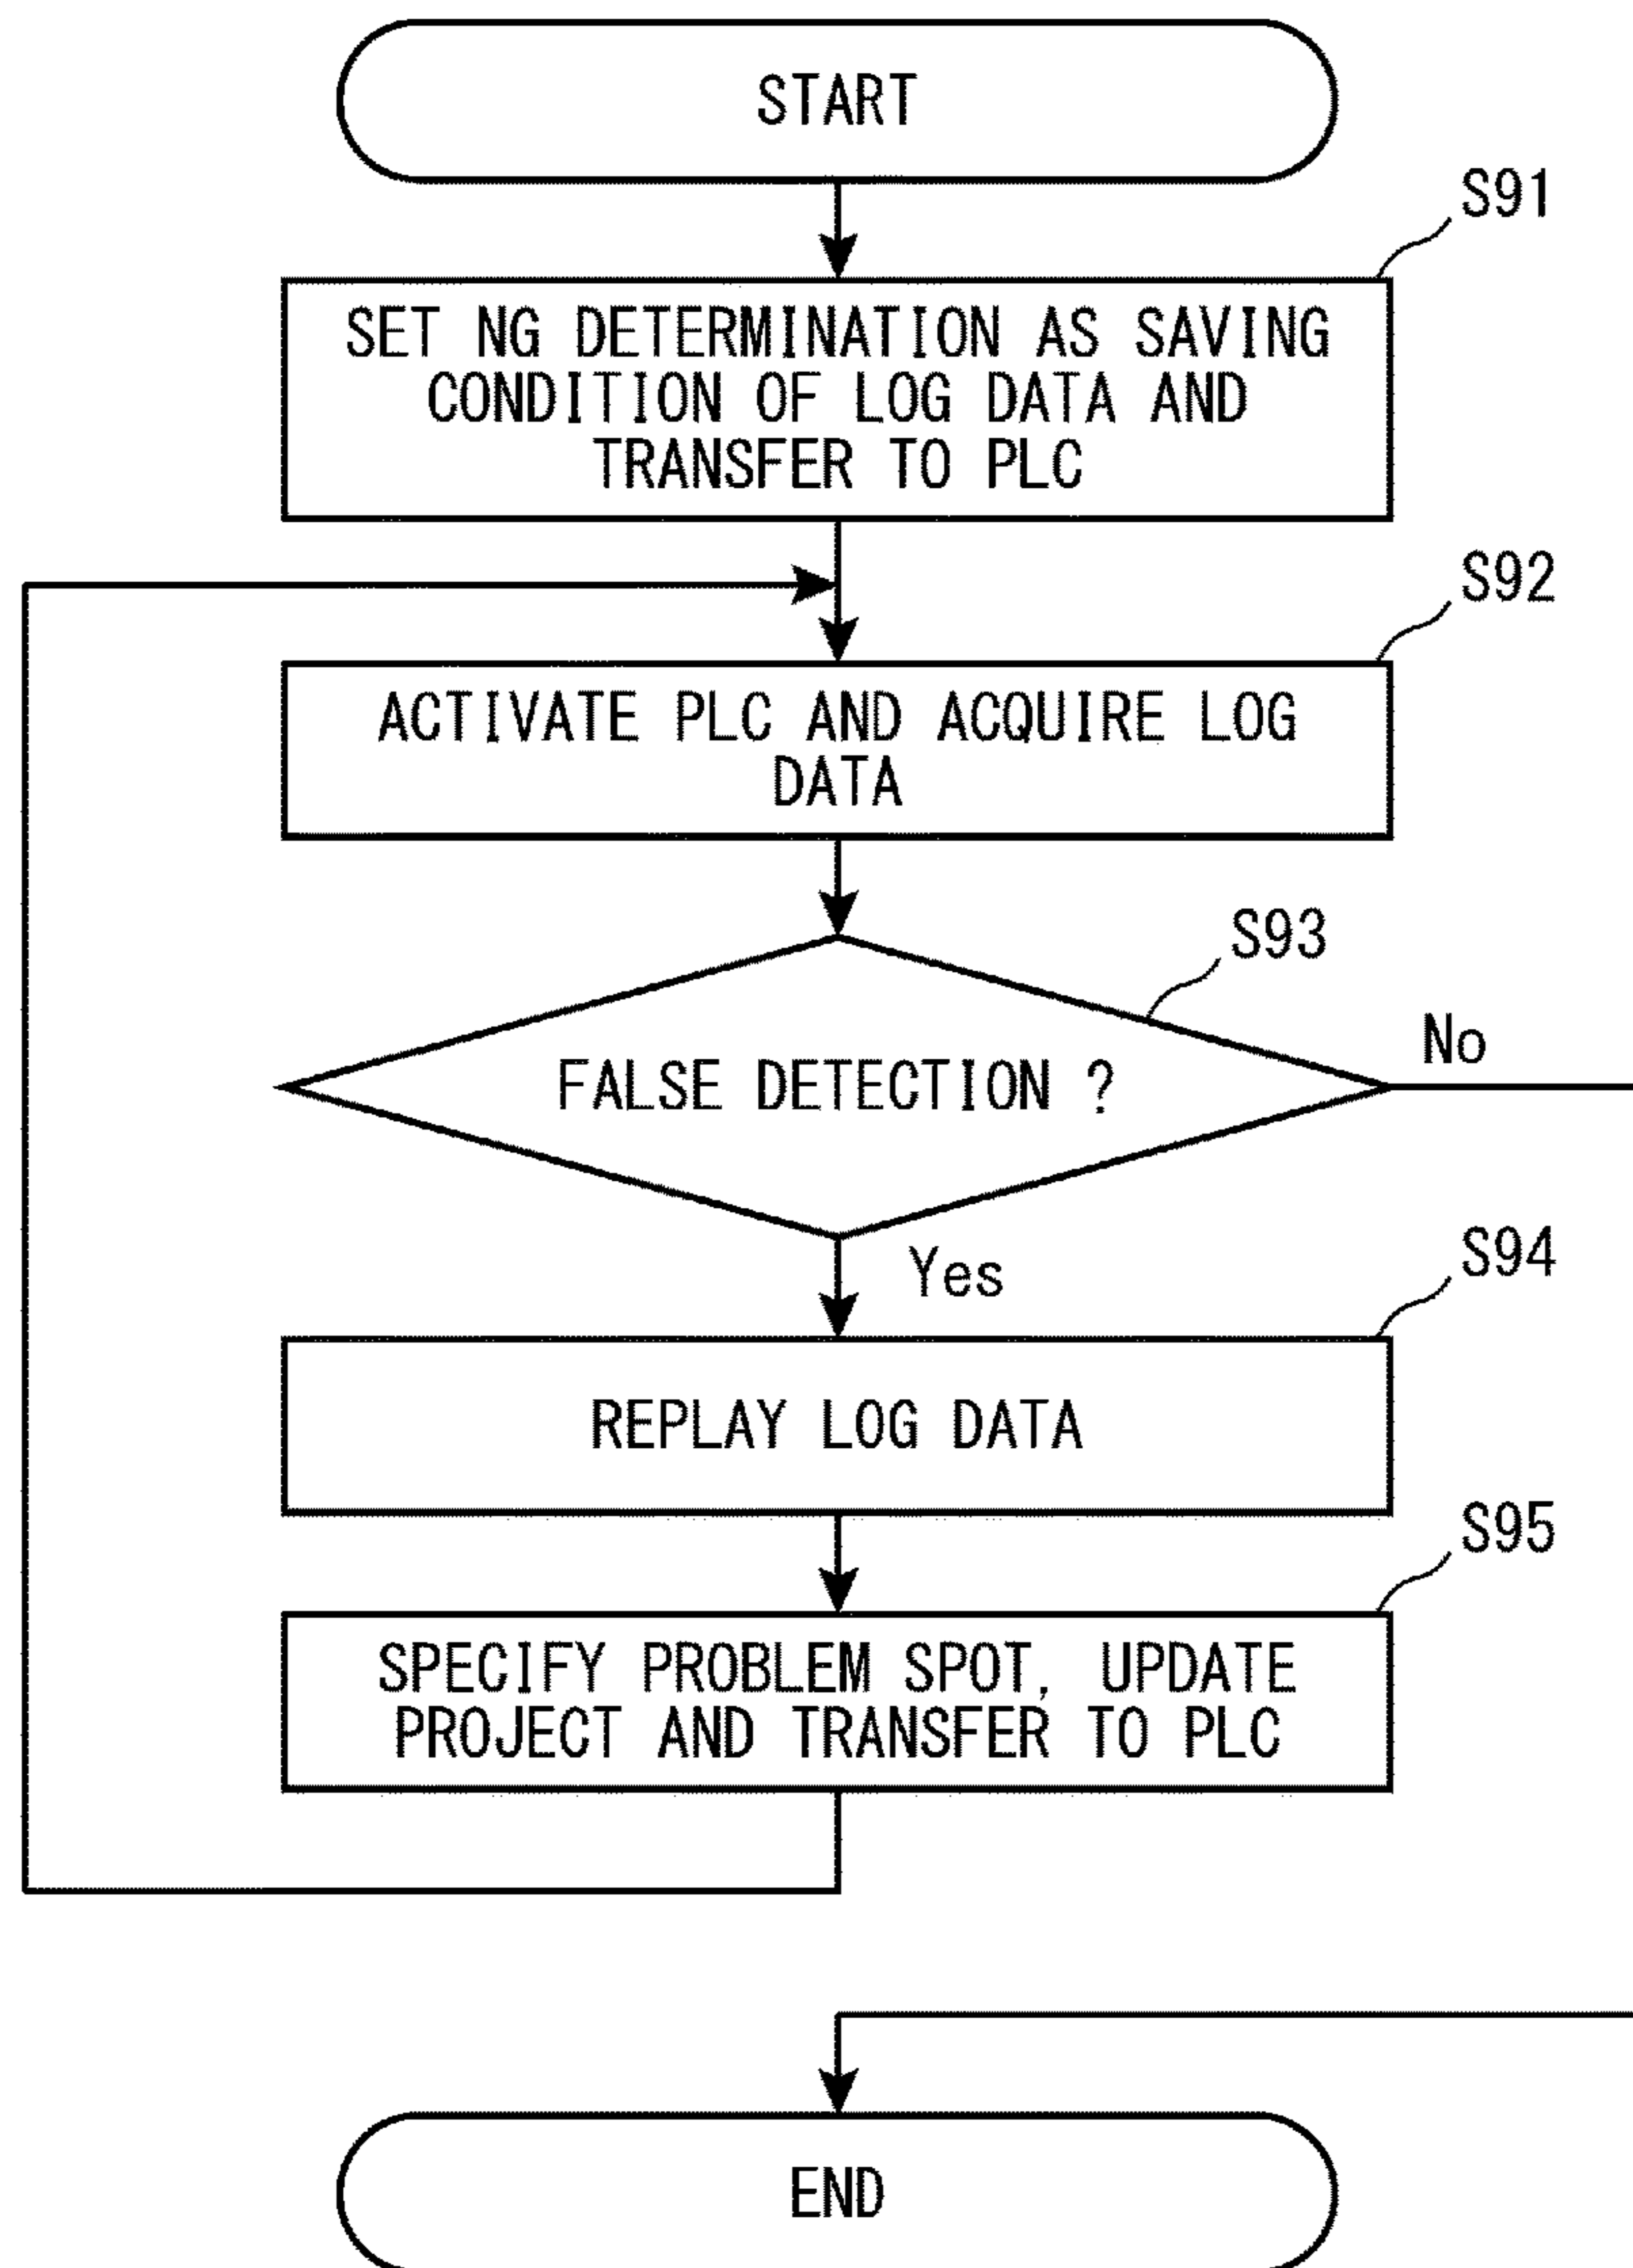 START
S91
SET NG DETERMINATION AS SAVING
CONDITION OF LOG DATA AND
TRANSFER TO PLC
S92
ACTIVATE PLC AND ACQUIRE LOG
DATA
S93
FALSE DETECTION ?
No
Yes
S94
REPLAY LOG DATA
S95
SPECIFY PROBLEM SPOT, UPDATE
PROJECT AND TRANSFER TO PLC
END